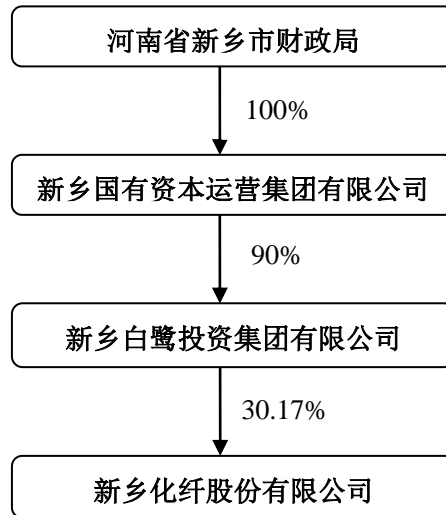 河南省新乡市财政局
100%
新乡国有资本运营集团有限公司
90%
新乡白鹭投资集团有限公司
30.17%
新乡化纤股份有限公司